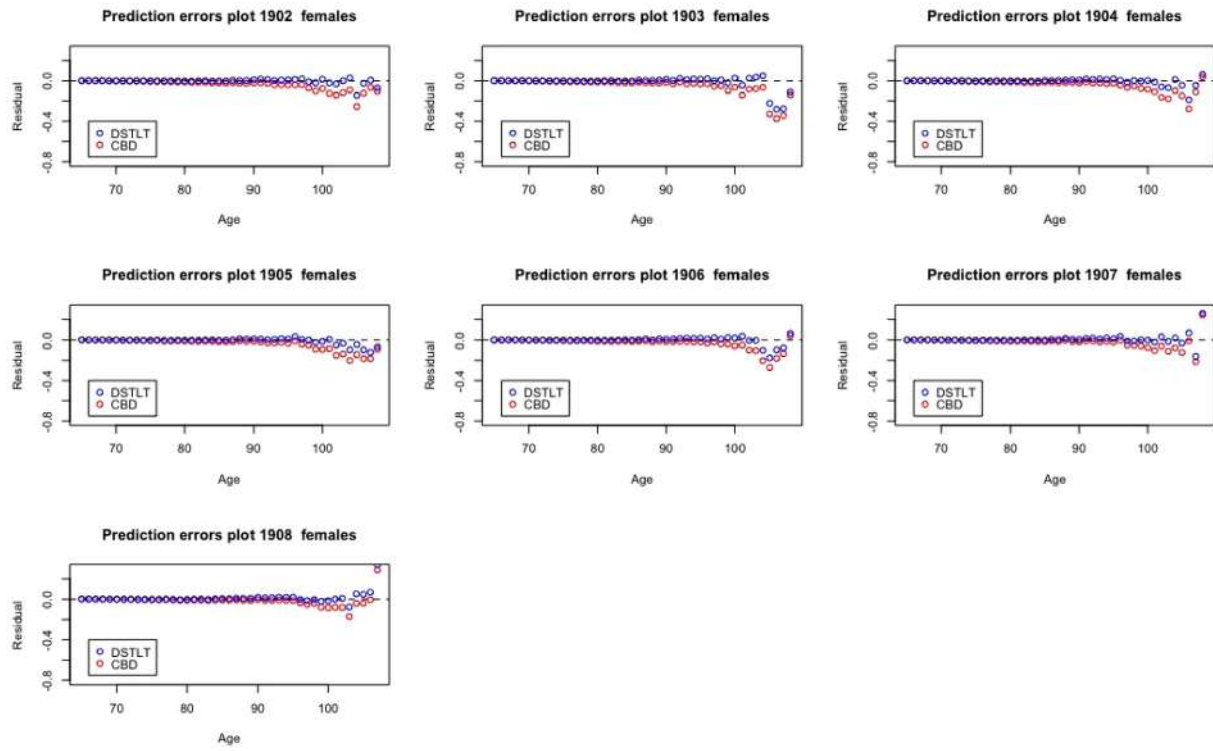 Prediction errors plot 1902 females
Residual
0.0
-0.4
-0.8
DSTLT
CBD
70 80 90 100
Age
Prediction errors plot 1903 females
Residual
0.0
-0.4
-0.8
DSTLT
CBD
70 80 90 100
Age
Prediction errors plot 1904 females
Residual
0.0
-0.4
-0.8
DSTLT
CBD
70 80 90 100
Age
Prediction errors plot 1905 females
Residual
0.0
-0.4
-0.8
DSTLT
CBD
70 80 90 100
Age
Prediction errors plot 1906 females
Residual
0.0
-0.4
-0.8
DSTLT
CBD
70 80 90 100
Age
Prediction errors plot 1907 females
Residual
0.0
-0.4
-0.8
DSTLT
CBD
70 80 90 100
Age
Prediction errors plot 1908 females
Residual
0.0
-0.4
-0.8
DSTLT
CBD
70 80 90 100
Age